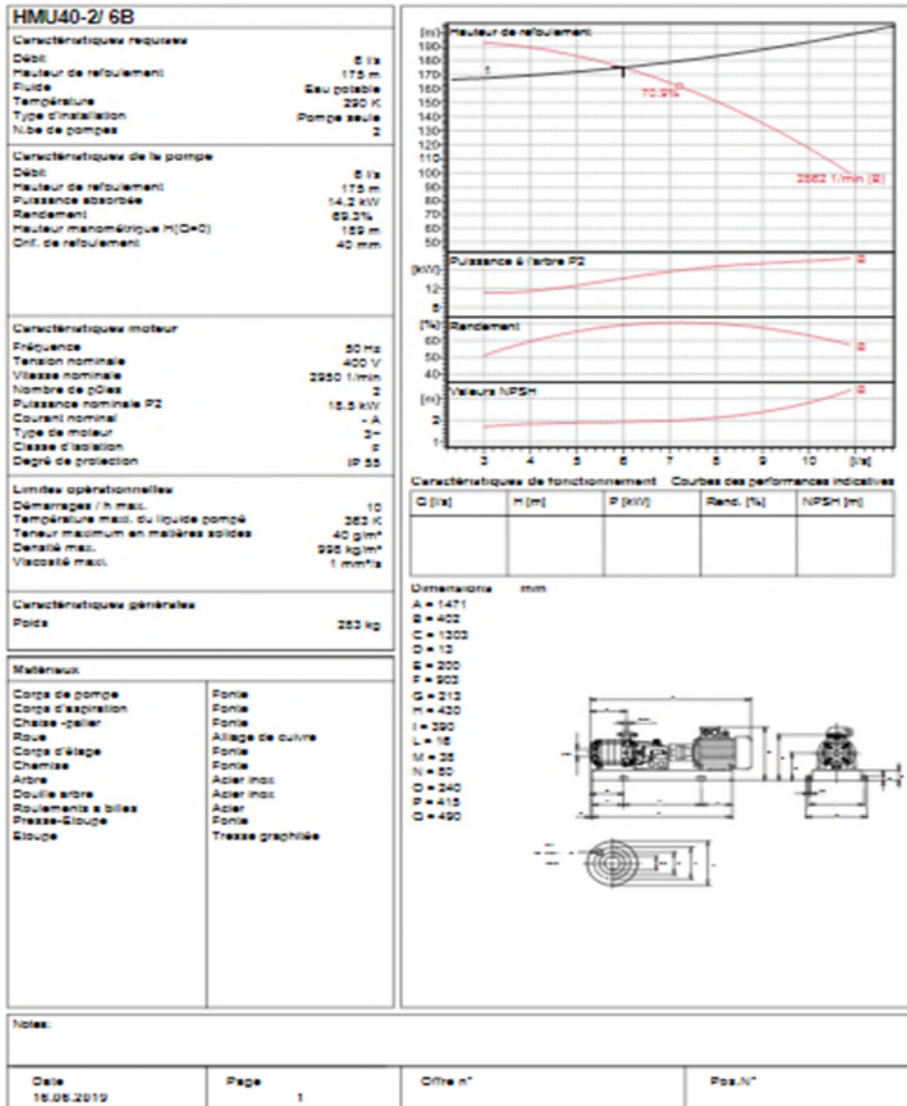 HMU40-2/ 6B
Caractéristiques requises
Débit 6 l/s
Hauteur de refoulement 175 m
Fluide Eau potable
Température 290 K
Type d'installation Pompe seule
N.be de pompes 2
Caractéristiques de la pompe
Débit 6 l/s
Hauteur de refoulement 175 m
Puissance absorbée 14.2 kW
Rendement 69.3%
Hauteur manométrique H(Q=0) 189 m
Orif. de refoulement 40 mm
Caractéristiques moteur
Fréquence 50 Hz
Tension nominale 400 V
Vitesse nominale 2950 1/min
Nombre de pôles 2
Puissance nominale P2 18.5 kW
Courant nominal - A
Type de moteur 3~
Classe d'isolation F
Degré de protection IP 55
Limites opérationnelles
Démarrages / h max. 10
Température maxi. du liquide pompé 363 K
Teneur maximum en matières solides 40 g/m³
Densité max. 998 kg/m³
Viscosité maxi. 1 mm²/s
Caractéristiques générales
Poids 283 kg
Matériaux
Corps de pompe Fonte
Corps d'aspiration Fonte
Chaise -palier Fonte
Roue Alliage de cuivre
Corps d'étage Fonte
Chemise Fonte
Arbre Acier inox
Douille arbre Acier inox
Roulements a billes Acier
Presse-Etoupe Fonte
Etoupe Tresse graphitée
[m] Hauteur de refoulement
190
180
170
160
150
140
130
120
110
100
90
80
70
60
50
70.9%
2862 1/min [B]
[kW] Puissance à l'arbre P2
12
8
B
[%] Rendement
60
50
40
B
[m] Valeurs NPSH
2
1
B
3 4 5 6 7 8 9 10 [l/s]
Caractéristiques de fonctionnement Courbes des performances indicatives
Q [l/s] H [m] P [kW] Rend. [%] NPSH [m]
Dimensions mm
A = 1471
B = 402
C = 1303
D = 13
E = 200
F = 903
G = 213
H = 430
I = 390
L = 16
M = 38
N = 80
O = 240
P = 415
Q = 490
Notes:
Date Page Offre n° Pos.N°
16.06.2019 1